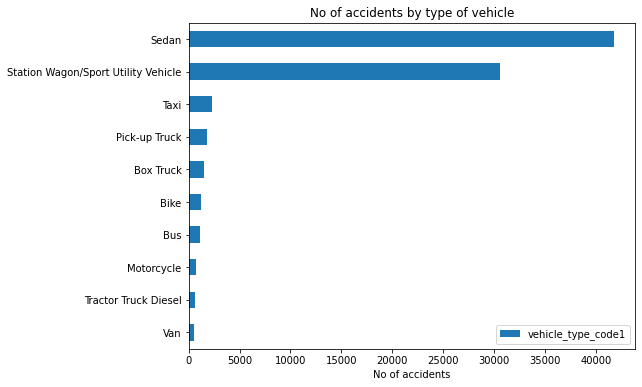 No of accidents by type of vehicle
Sedan
Station Wagon/Sport Utility Vehicle
Taxi
Pick-up Truck
Box Truck
Bike
Bus
Motorcycle
Tractor Truck Diesel
Van
vehicle_type_code1
0 5000 10000 15000 20000 25000 30000 35000 40000
No of accidents